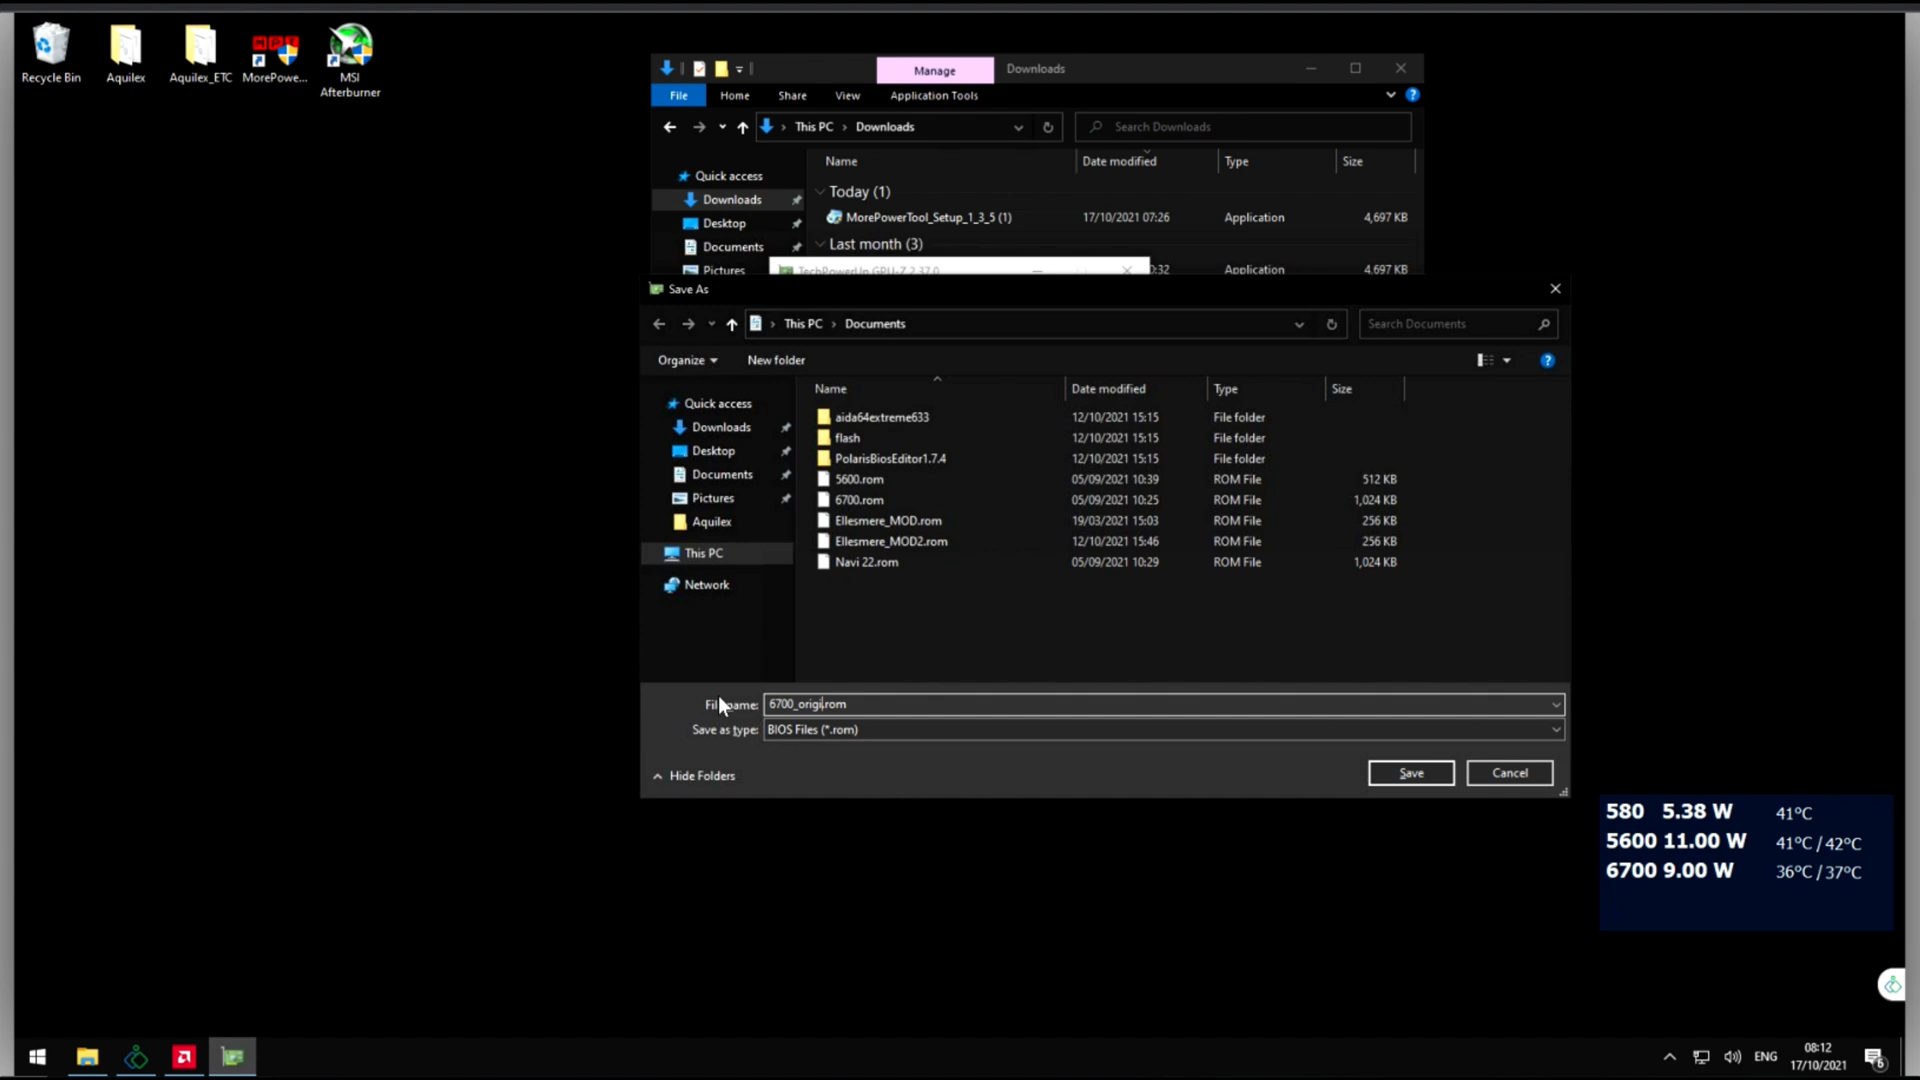 Recycle Bin
Aquilex
Aquilex_ETC
MorePowe...
MSI
Afterburner
Manage
Downloads
File
Home
Share
View
Application Tools
This PC
Downloads
Search Downloads
Name
Date modified
Type
Size
Quick access
Today (1)
Downloads
MorePowerTool_Setup_1_3_5 (1)
17/10/2021 07:26
Application
4,697 KB
Desktop
Documents
Last month (3)
Pictures
TechPowerUp GPU-Z 2.37.0
0:32
Application
4,697 KB
Save As
This PC
Documents
Search Documents
Organize
New folder
Name
Date modified
Type
Size
Quick access
Downloads
Desktop
Documents
Pictures
Aquilex
This PC
Network
aida64extreme633
12/10/2021 15:15
File folder
flash
12/10/2021 15:15
File folder
PolarisBiosEditor1.7.4
12/10/2021 15:15
File folder
5600.rom
05/09/2021 10:39
ROM File
512 KB
6700.rom
05/09/2021 10:25
ROM File
1,024 KB
Ellesmere_MOD.rom
19/03/2021 15:03
ROM File
256 KB
Ellesmere_MOD2.rom
12/10/2021 15:46
ROM File
256 KB
Navi 22.rom
05/09/2021 10:29
ROM File
1,024 KB
File name:
6700_origi.rom
Save as type:
BIOS Files (*.rom)
Hide Folders
Save
Cancel
580 5.38 W 41°C
5600 11.00 W 41°C / 42°C
6700 9.00 W 36°C / 37°C
ENG
08:12
17/10/2021
6